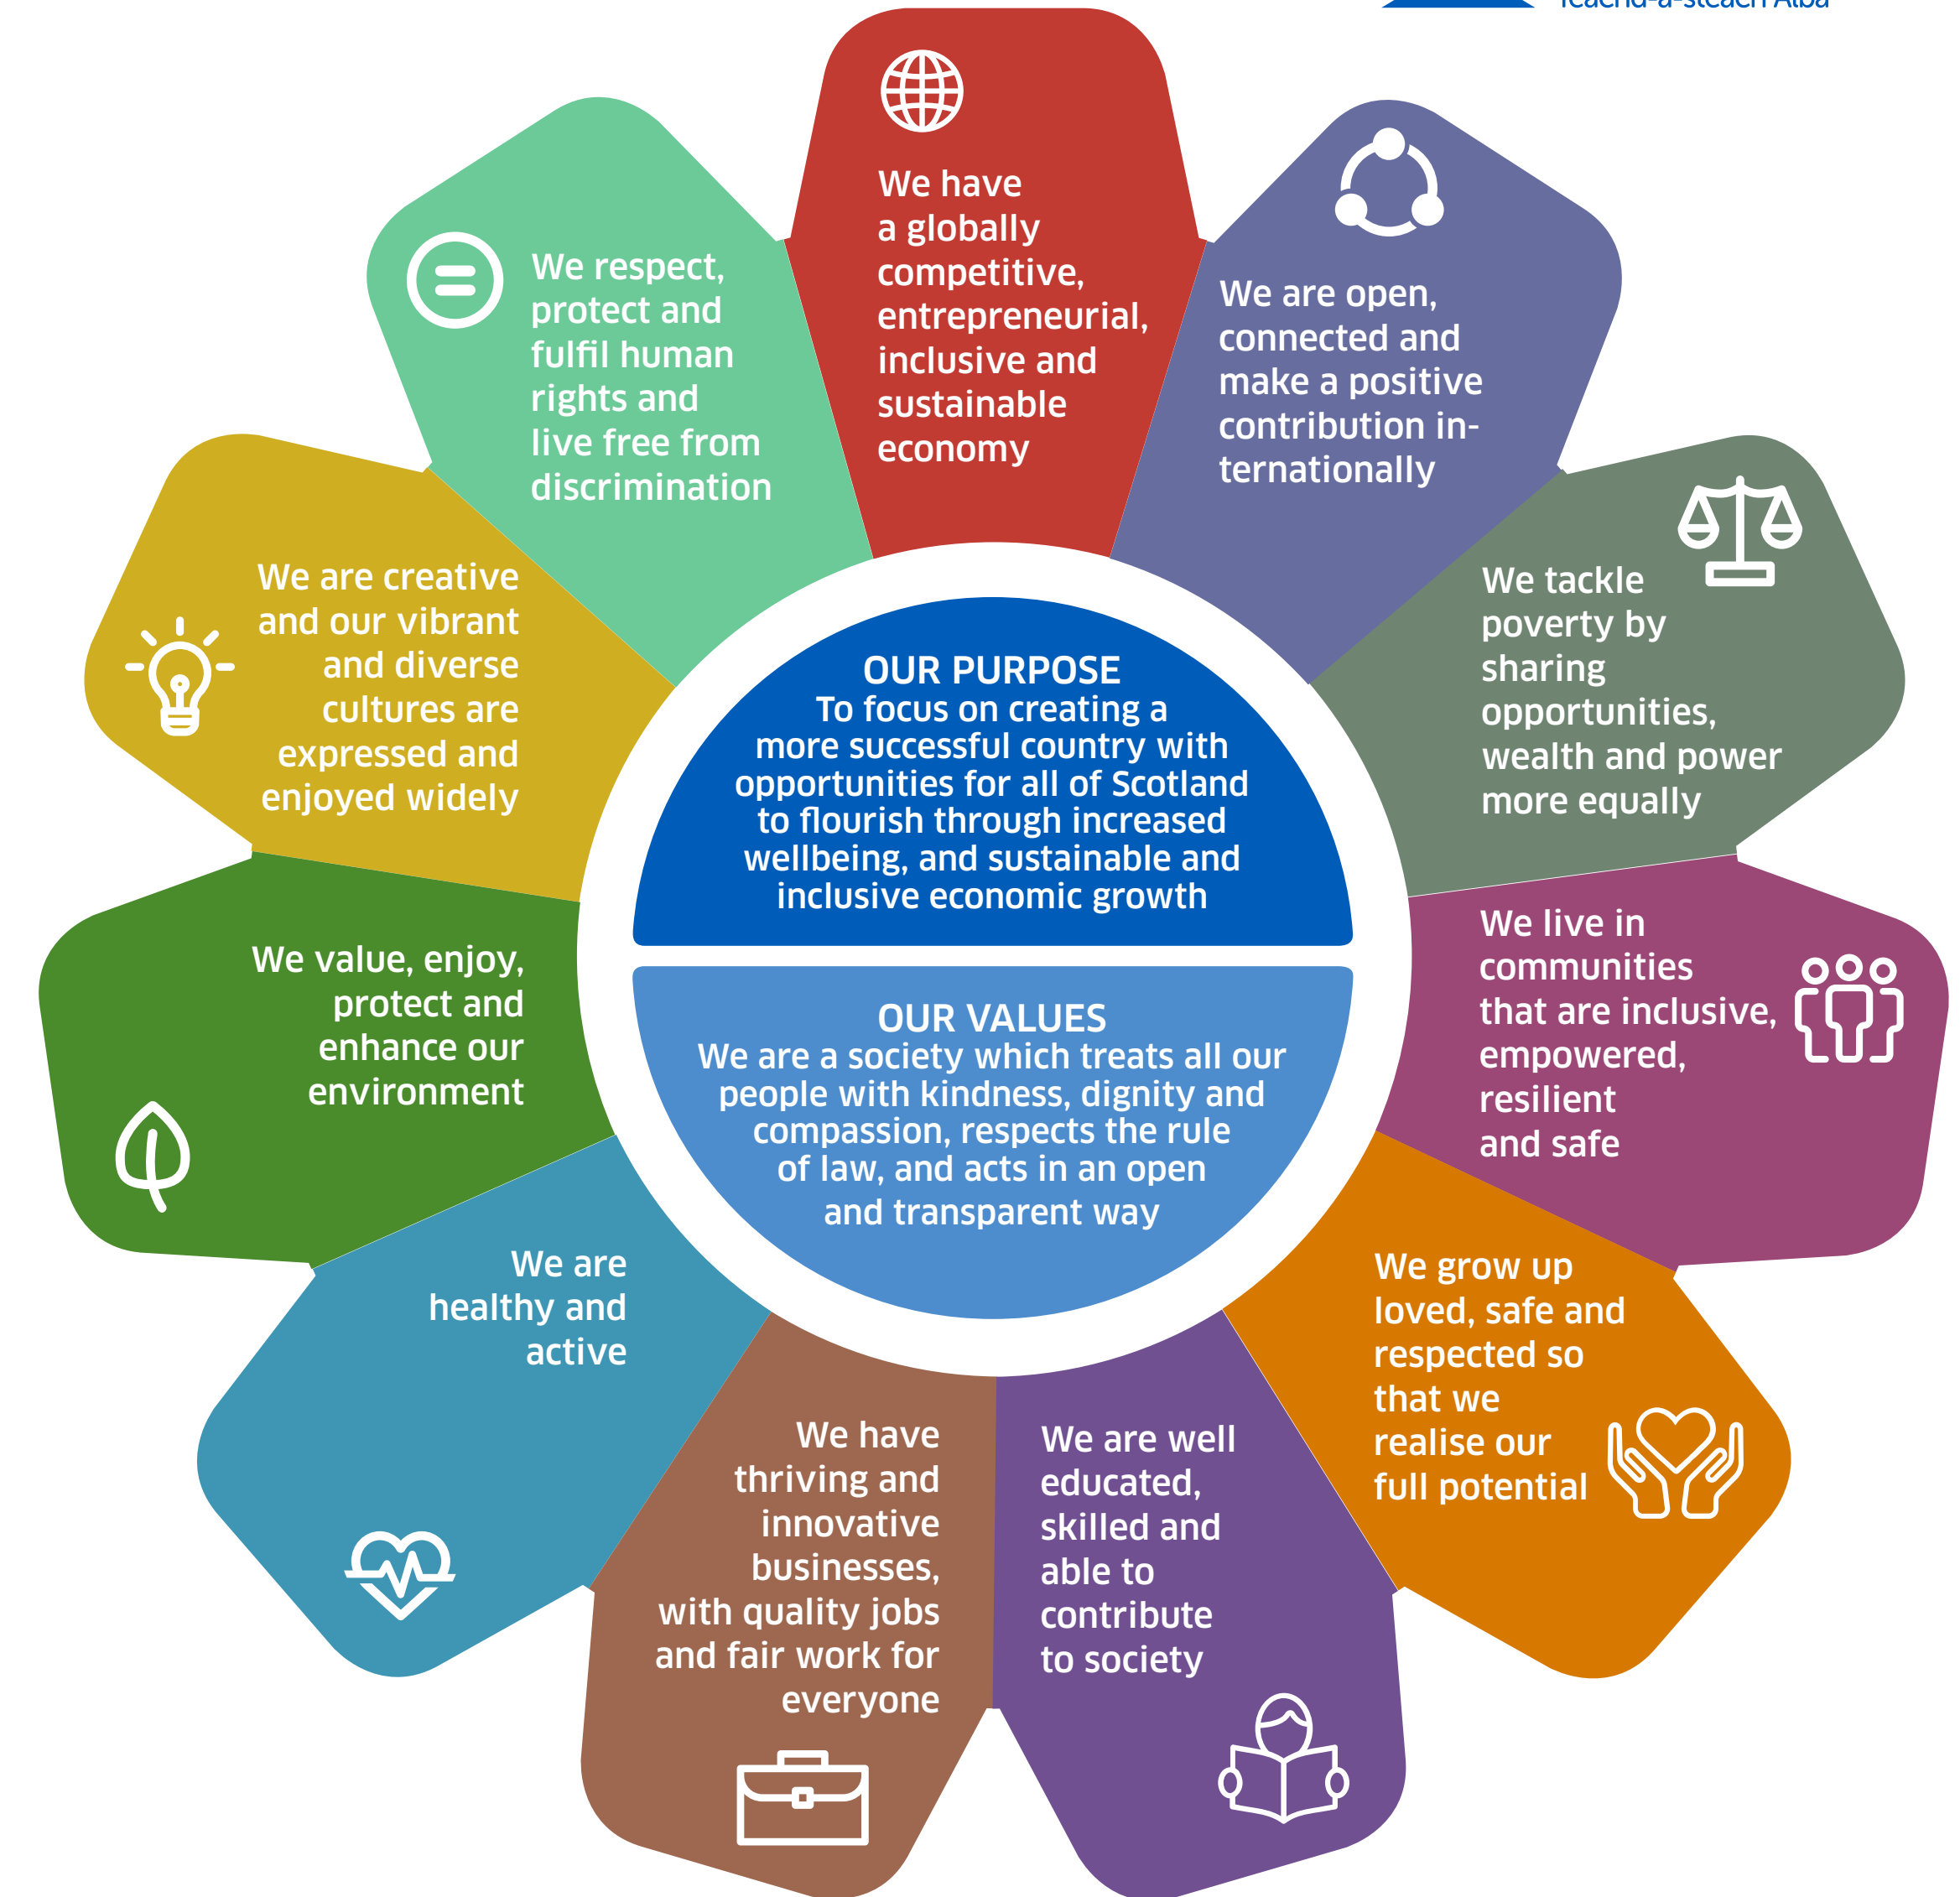 We have
a globally
competitive,
entrepreneurial,
inclusive and
sustainable
economy
We are open,
connected and
make a positive
contribution in-
ternationally
We tackle
poverty by
sharing
opportunities,
wealth and power
more equally
We live in
communities
that are inclusive,
empowered,
resilient
and safe
We grow up
loved, safe and
respected so
that we
realise our
full potential
We are well
educated,
skilled and
able to
contribute
to society
We have
thriving and
innovative
businesses,
with quality jobs
and fair work for
everyone
We are
healthy and
active
We value, enjoy,
protect and
enhance our
environment
We are creative
and our vibrant
and diverse
cultures are
expressed and
enjoyed widely
We respect,
protect and
fulfil human
rights and
live free from
discrimination
OUR PURPOSE
To focus on creating a
more successful country with
opportunities for all of Scotland
to flourish through increased
wellbeing, and sustainable and
inclusive economic growth
OUR VALUES
We are a society which treats all our
people with kindness, dignity and
compassion, respects the rule
of law, and acts in an open
and transparent way